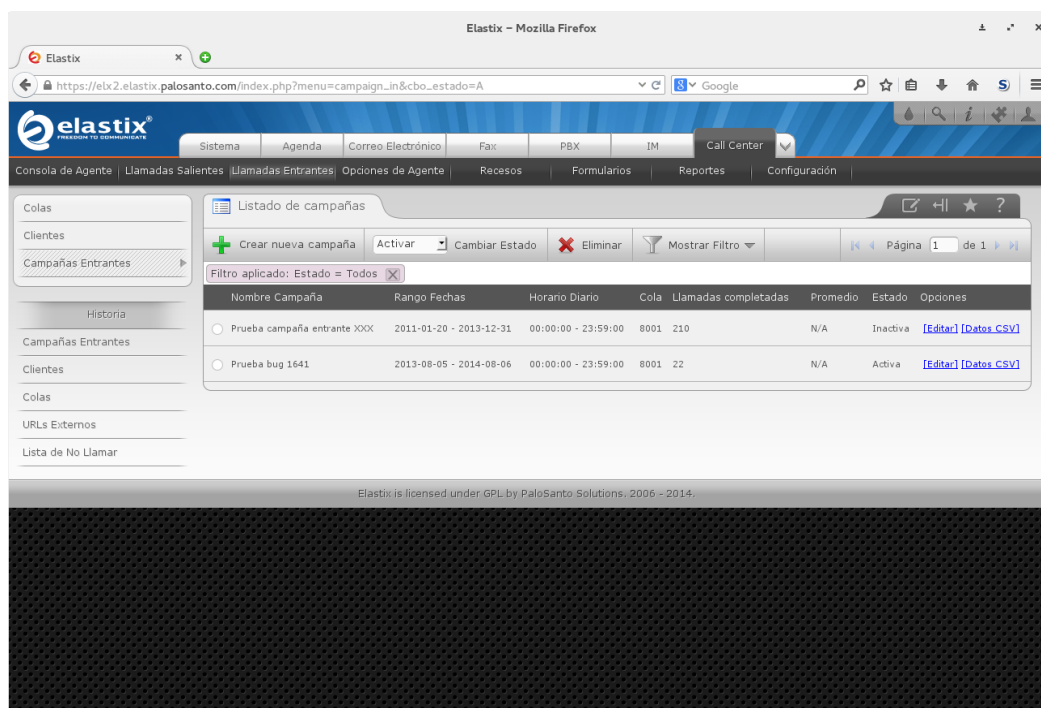 Elastix – Mozilla Firefox
Elastix
https://elx2.elastix.palosanto.com/index.php?menu=campaign_in&cbo_estado=A
8 Google
elastix®
FREEDOM TO COMMUNICATE
Sistema Agenda Correo Electrónico Fax PBX IM Call Center
Consola de Agente Llamadas Salientes Llamadas Entrantes Opciones de Agente Recesos Formularios Reportes Configuración
Colas
Clientes
Campañas Entrantes
Historia
Campañas Entrantes
Clientes
Colas
URLs Externos
Lista de No Llamar
Listado de campañas
Crear nueva campaña Activar Cambiar Estado Eliminar Mostrar Filtro Página 1 de 1
Filtro aplicado: Estado = Todos X
Nombre Campaña Rango Fechas Horario Diario Cola Llamadas completadas Promedio Estado Opciones
Prueba campaña entrante XXX 2011-01-20 - 2013-12-31 00:00:00 - 23:59:00 8001 210 N/A Inactiva [Editar] [Datos CSV]
Prueba bug 1641 2013-08-05 - 2014-08-06 00:00:00 - 23:59:00 8001 22 N/A Activa [Editar] [Datos CSV]
Elastix is licensed under GPL by PaloSanto Solutions. 2006 - 2014.